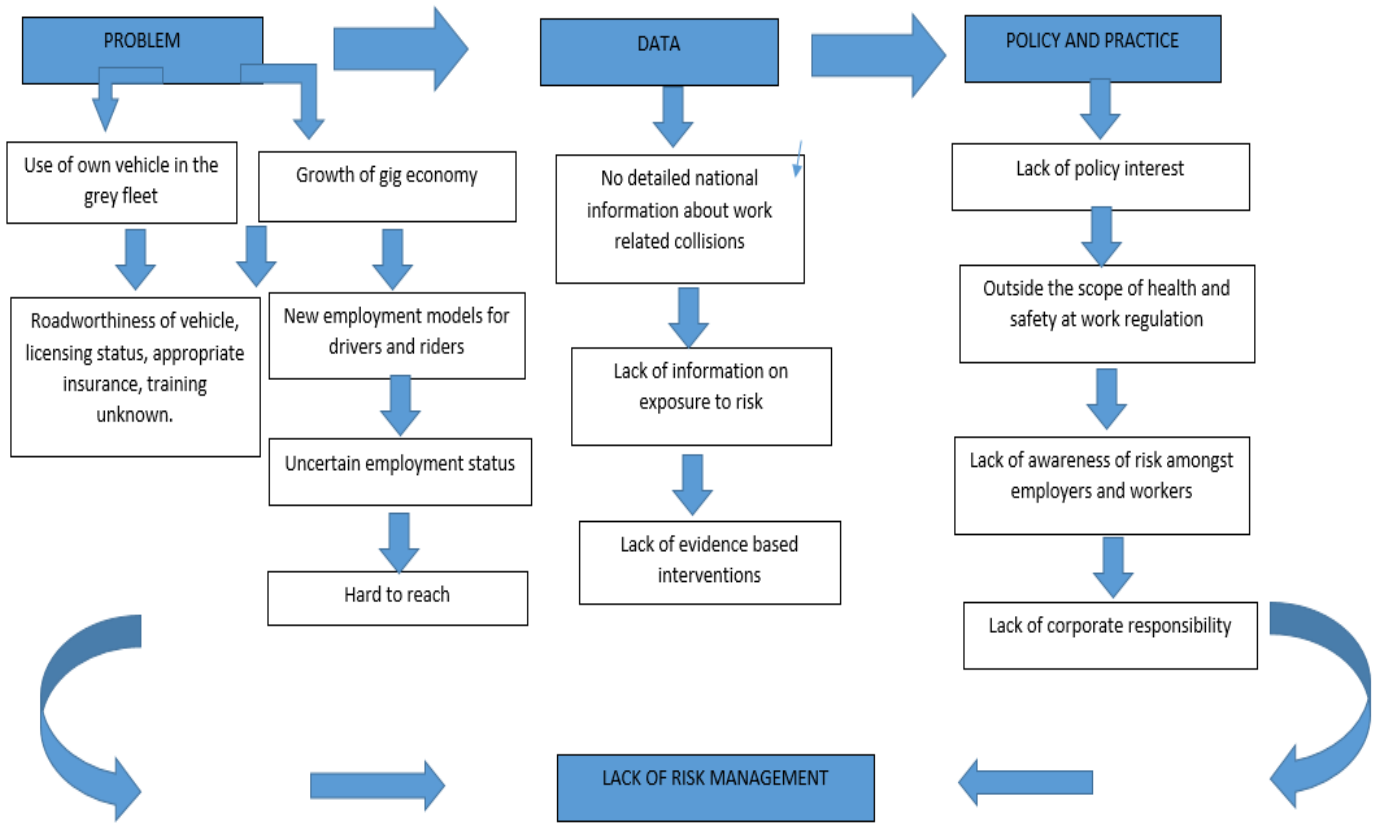 PROBLEM
DATA
POLICY AND PRACTICE
Use of own vehicle in the
grey fleet
Growth of gig economy
No detailed national
information about work
related collisions
Lack of policy interest
Roadworthiness of vehicle,
licensing status, appropriate
insurance, training
unknown.
New employment models for
drivers and riders
Outside the scope of health and
safety at work regulation
Lack of information on
exposure to risk
Uncertain employment status
Lack of awareness of risk amongst
employers and workers
Lack of evidence based
interventions
Hard to reach
Lack of corporate responsibility
LACK OF RISK MANAGEMENT